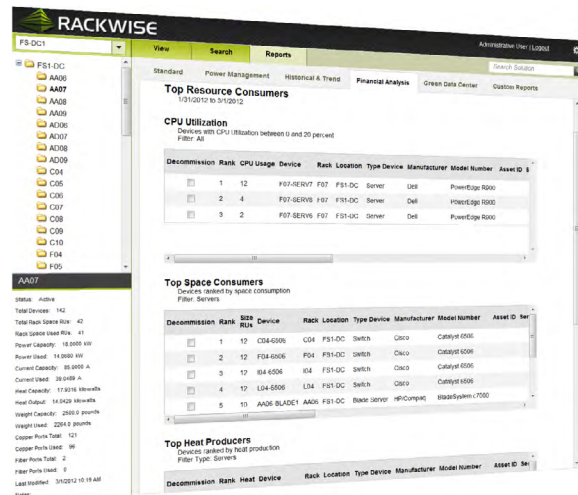 RACKWISE
Administrative User | Logout
FS-DC1
View Search Reports
Search Solution
Standard Power Management Historical & Trend Financial Analysis Green Data Center Custom Reports
FS1-DC
AA06
AA07
AA08
AA09
AD06
AD07
AD08
AD09
C04
C05
C06
C07
C08
C09
C10
F04
F05
AA07
Status: Active
Total Devices: 142
Total Rack Space RUs: 42
Rack Space Used RUs: 41
Power Capacity: 18.0000 kW
Power Used: 14.0680 kW
Current Capacity: 85.0000 A
Current Used:
Heat Capacity: 17.9316 kilowatts
Heat Output: 14.0429 kilowatts
Weight Capacity: 2500.0 pounds
Weight Used: 2264.0 pounds
Copper Ports Total: 121
Copper Ports Used: 99
Fiber Ports Total: 2
Fiber Ports Used: 0
Last Modified: 3/1/2012 10:19 AM
Top Resource Consumers
1/31/2012 to 3/1/2012
CPU Utilization
Devices with CPU Utilization between 0 and 20 percent
Filter: All
Decommission Rank CPU Usage Device Rack Location Type Device Manufacturer Model Number Asset ID S
1 12 F07-SERV7 F07 FS1-DC Server Dell PowerEdge R900
2 4 F07-SERV8 F07 FS1-DC Server Dell PowerEdge R900
3 2 F07-SERV6 F07 FS1-DC Server Dell PowerEdge R900
Top Space Consumers
Devices ranked by space consumption
Filter: Servers
Decommission Rank Size RUs Device Rack Location Type Device Manufacturer Model Number Asset ID Ser
1 12 C04-6506 C04 FS1-DC Switch Cisco Catalyst 6506
2 12 F04-6506 F04 FS1-DC Switch Cisco Catalyst 6506
3 12 I04-6506 I04 FS1-DC Switch Cisco Catalyst 6506
4 12 L04-6506 L04 FS1-DC Switch Cisco Catalyst 6506
5 10 AA06-BLADE1 AA06 FS1-DC Blade Server HP/Compaq BladeSystem c7000
Top Heat Producers
Devices ranked by heat production
Filter Type: Servers
Decommission Rank Heat Device Rack Location Type Device Manufacturer Model Number Asset ID Ser